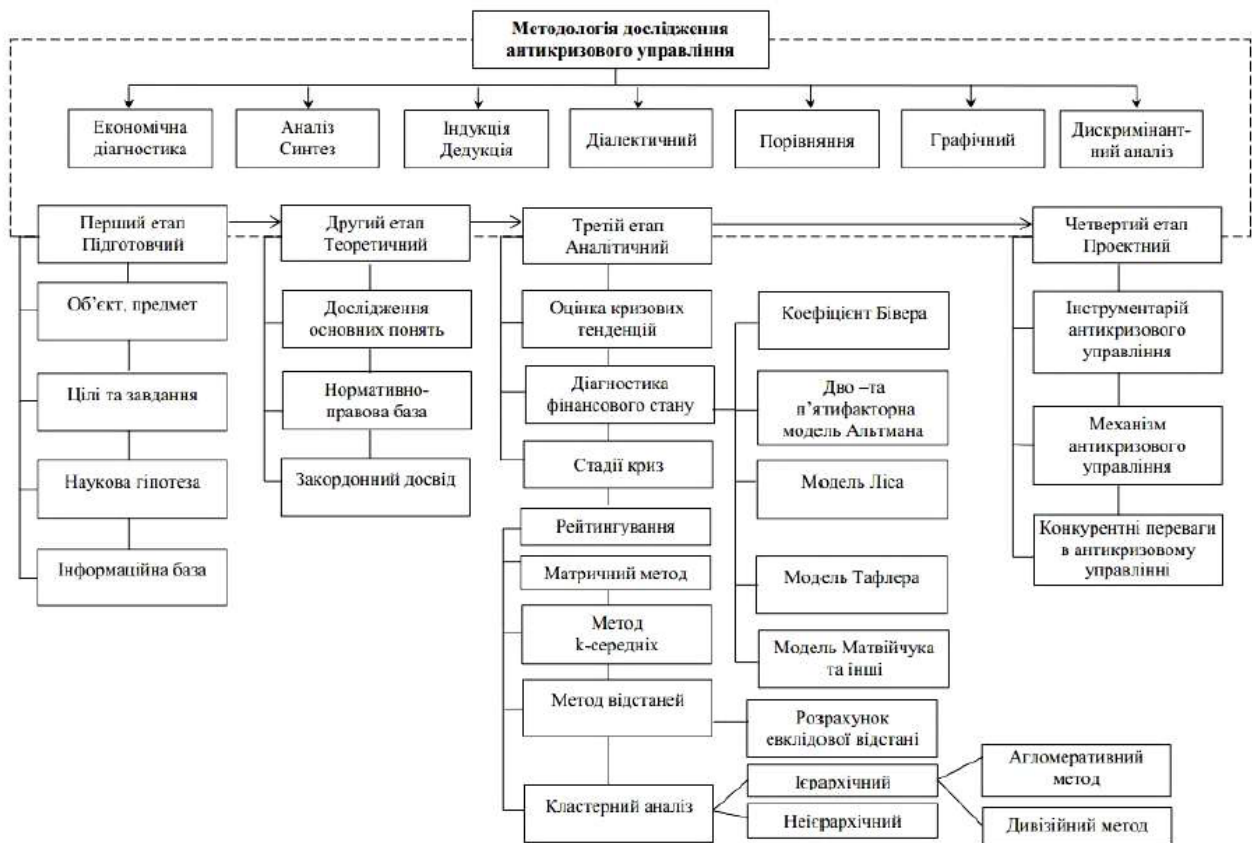 Методологія дослідження
антикризового управління
Економічна
діагностика
Аналіз
Синтез
Індукція
Дедукція
Діалектичний
Порівняння
Графічний
Дискримінант-
ний аналіз
Перший етап
Підготовчий
Другий етап
Теоретичний
Третій етап
Аналітичний
Четвертий етап
Проектний
Об’єкт, предмет
Цілі та завдання
Наукова гіпотеза
Інформаційна база
Дослідження
основних понять
Нормативно-
правова база
Закордонний досвід
Оцінка кризових
тенденцій
Діагностика
фінансового стану
Стадії криз
Рейтингування
Матричний метод
Метод
k-середніх
Метод відстаней
Кластерний аналіз
Коефіцієнт Бівера
Дво –та
п’ятифакторна
модель Альтмана
Модель Ліса
Модель Тафлера
Модель Матвійчука
та інші
Розрахунок
евклідової відстані
Ієрархічний
Неієрархічний
Агломеративний
метод
Дивізійний метод
Інструментарій
антикризового
управління
Механізм
антикризового
управління
Конкурентні переваги
в антикризовому
управлінні